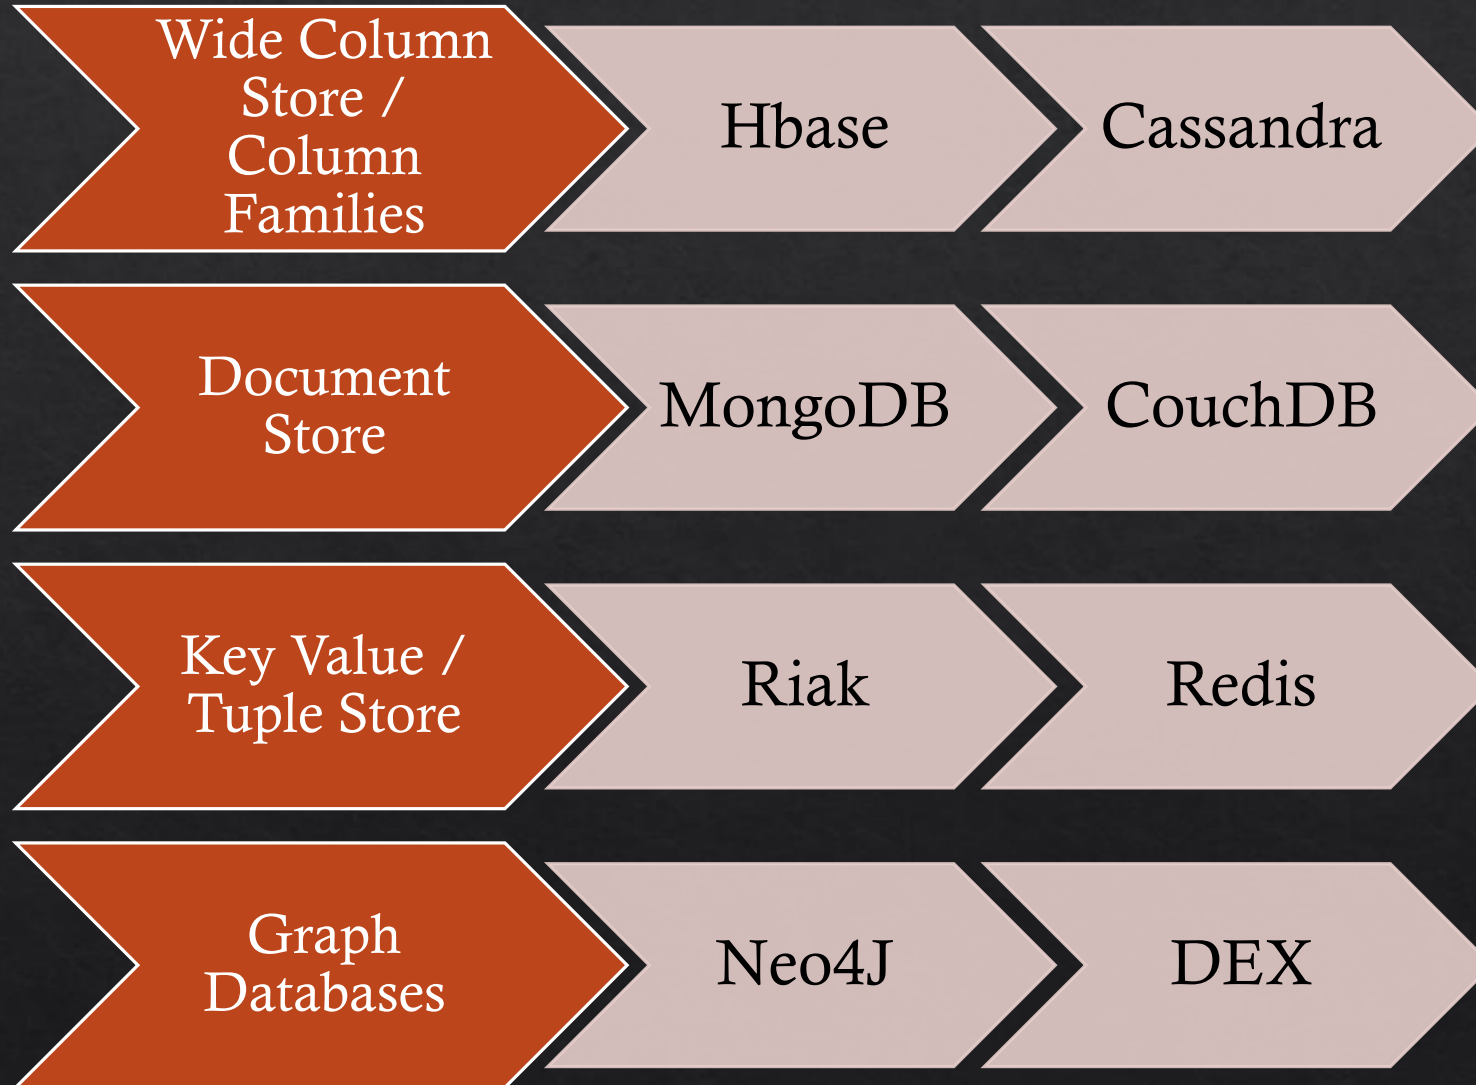 Wide Column
Store /
Column
Families
Hbase
Cassandra
Document
Store
MongoDB
CouchDB
Key Value /
Tuple Store
Riak
Redis
Graph
Databases
Neo4J
DEX